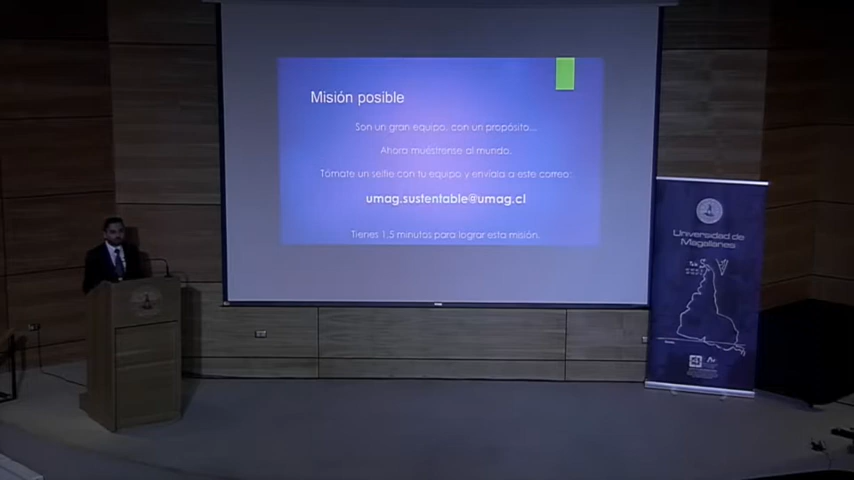 Misión posible
Son un gran equipo, con un propósito...
Ahora muéstrense al mundo.
Tómate un selfie con tu equipo y envíala a este correo:
umag.sustentable@umag.cl
Tienes 1,5 minutos para lograr esta misión.
Universidad de
Magallanes